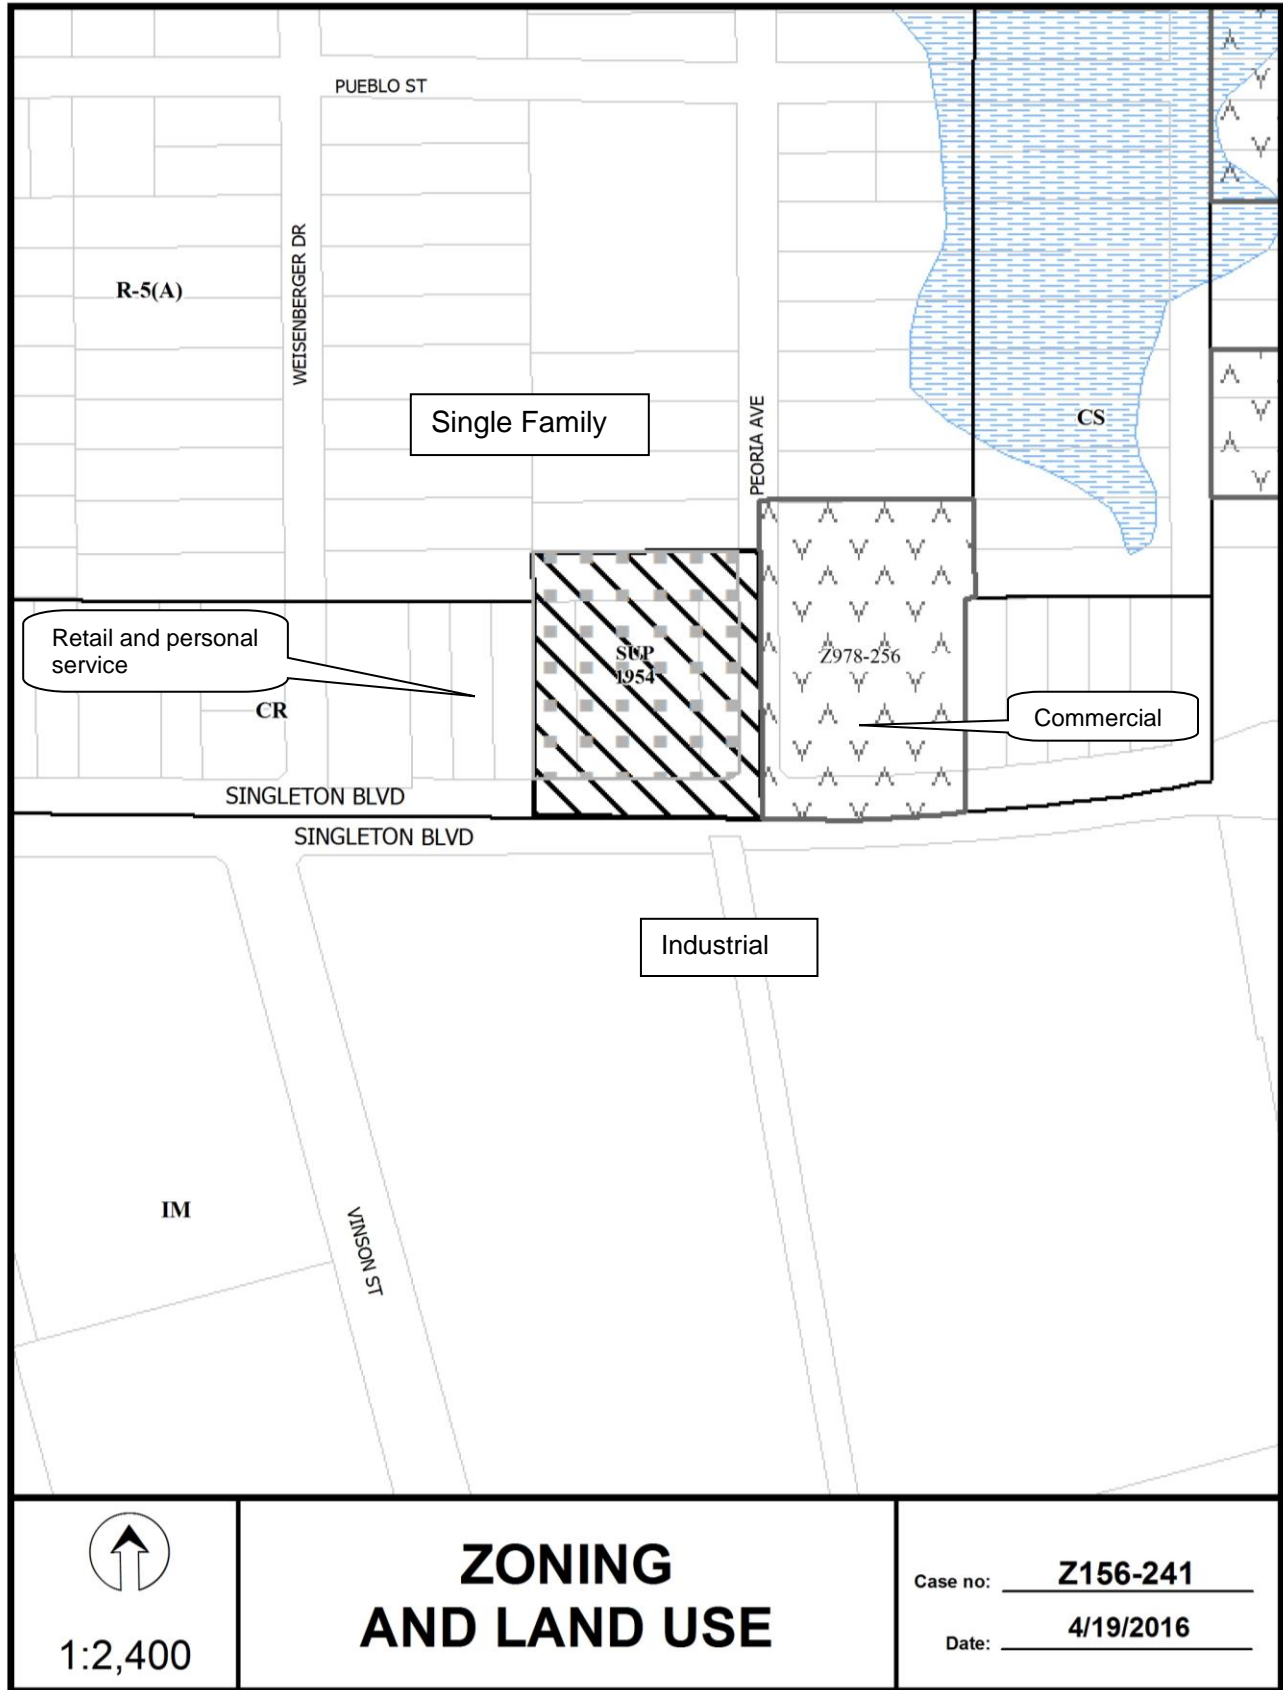 PUEBLO ST
WEISENBERGER DR
R-5(A)
Single Family
PEORIA AVE
CS
Retail and personal
service
SUP
1954
Z978-256
CR
Commercial
SINGLETON BLVD
SINGLETON BLVD
Industrial
IM
VINSON ST
1:2,400
ZONING
AND LAND USE
Case no: Z156-241
Date: 4/19/2016